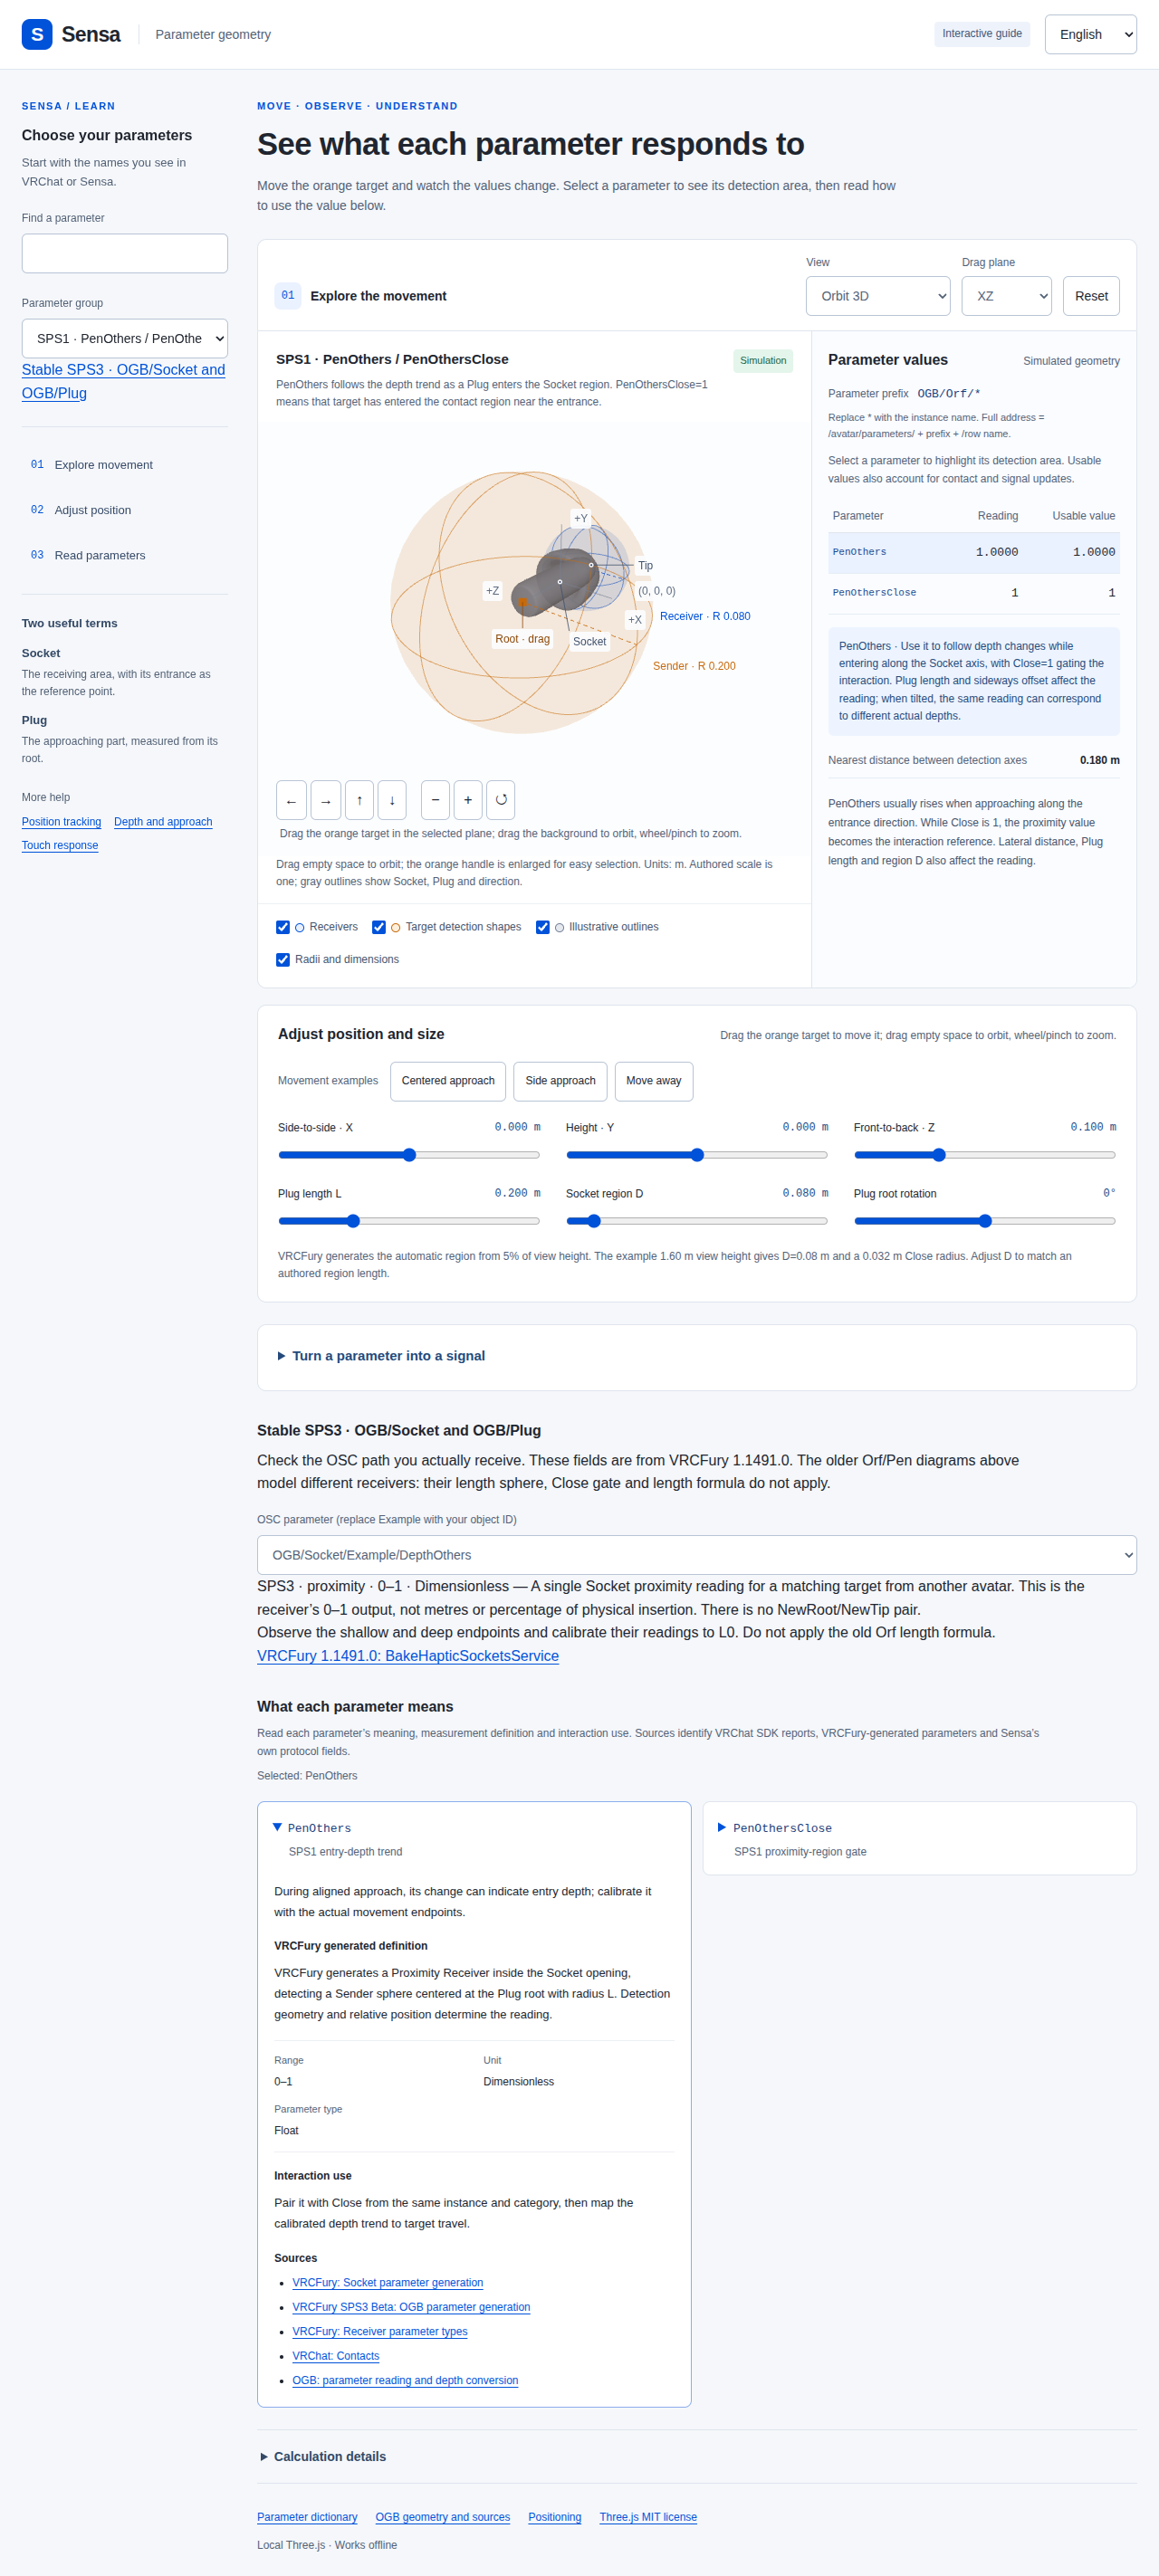 S Sensa
Parameter geometry
Interactive guide
English
SENSA / LEARN
Choose your parameters
Start with the names you see in
VRChat or Sensa.
Find a parameter
Parameter group
SPS1 · PenOthers / PenOthe
Stable SPS3 · OGB/Socket and
OGB/Plug
01 Explore movement
02 Adjust position
03 Read parameters
Two useful terms
Socket
The receiving area, with its entrance as
the reference point.
Plug
The approaching part, measured from its
root.
More help
Position tracking Depth and approach
Touch response
MOVE · OBSERVE · UNDERSTAND
See what each parameter responds to
Move the orange target and watch the values change. Select a parameter to see its detection area, then read how
to use the value below.
01 Explore the movement
View
Orbit 3D
Drag plane
XZ
Reset
SPS1 · PenOthers / PenOthersClose
Simulation
PenOthers follows the depth trend as a Plug enters the Socket region. PenOthersClose=1
means that target has entered the contact region near the entrance.
+Y
Tip
+Z
(0, 0, 0)
+X
Receiver · R 0.080
Root · drag
Socket
Sender · R 0.200
← → ↑ ↓ − +
Drag the orange target in the selected plane; drag the background to orbit, wheel/pinch to zoom.
Drag empty space to orbit; the orange handle is enlarged for easy selection. Units: m. Authored scale is
one; gray outlines show Socket, Plug and direction.
Receivers Target detection shapes Illustrative outlines
Radii and dimensions
Parameter values
Simulated geometry
Parameter prefix OGB/Orf/*
Replace * with the instance name. Full address =
/avatar/parameters/ + prefix + /row name.
Select a parameter to highlight its detection area. Usable
values also account for contact and signal updates.
Parameter Reading Usable value
PenOthers 1.0000 1.0000
PenOthersClose 1 1
PenOthers · Use it to follow depth changes while
entering along the Socket axis, with Close=1 gating the
interaction. Plug length and sideways offset affect the
reading; when tilted, the same reading can correspond
to different actual depths.
Nearest distance between detection axes 0.180 m
PenOthers usually rises when approaching along the
entrance direction. While Close is 1, the proximity value
becomes the interaction reference. Lateral distance, Plug
length and region D also affect the reading.
Adjust position and size
Drag the orange target to move it; drag empty space to orbit, wheel/pinch to zoom.
Movement examples Centered approach Side approach Move away
Side-to-side · X 0.000 m
Height · Y 0.000 m
Front-to-back · Z 0.100 m
Plug length L 0.200 m
Socket region D 0.080 m
Plug root rotation 0°
VRCFury generates the automatic region from 5% of view height. The example 1.60 m view height gives D=0.08 m and a 0.032 m Close radius. Adjust D to match an
authored region length.
Turn a parameter into a signal
Stable SPS3 · OGB/Socket and OGB/Plug
Check the OSC path you actually receive. These fields are from VRCFury 1.1491.0. The older Orf/Pen diagrams above
model different receivers: their length sphere, Close gate and length formula do not apply.
OSC parameter (replace Example with your object ID)
OGB/Socket/Example/DepthOthers
SPS3 · proximity · 0–1 · Dimensionless — A single Socket proximity reading for a matching target from another avatar. This is the
receiver’s 0–1 output, not metres or percentage of physical insertion. There is no NewRoot/NewTip pair.
Observe the shallow and deep endpoints and calibrate their readings to L0. Do not apply the old Orf length formula.
VRCFury 1.1491.0: BakeHapticSocketsService
What each parameter means
Read each parameter’s meaning, measurement definition and interaction use. Sources identify VRChat SDK reports, VRCFury-generated parameters and Sensa’s
own protocol fields.
Selected: PenOthers
PenOthers
SPS1 entry-depth trend
During aligned approach, its change can indicate entry depth; calibrate it
with the actual movement endpoints.
VRCFury generated definition
VRCFury generates a Proximity Receiver inside the Socket opening,
detecting a Sender sphere centered at the Plug root with radius L. Detection
geometry and relative position determine the reading.
Range Unit
0–1 Dimensionless
Parameter type
Float
Interaction use
Pair it with Close from the same instance and category, then map the
calibrated depth trend to target travel.
Sources
VRCFury: Socket parameter generation
VRCFury SPS3 Beta: OGB parameter generation
VRCFury: Receiver parameter types
VRChat: Contacts
OGB: parameter reading and depth conversion
PenOthersClose
SPS1 proximity-region gate
Calculation details
Parameter dictionary OGB geometry and sources Positioning Three.js MIT license
Local Three.js · Works offline